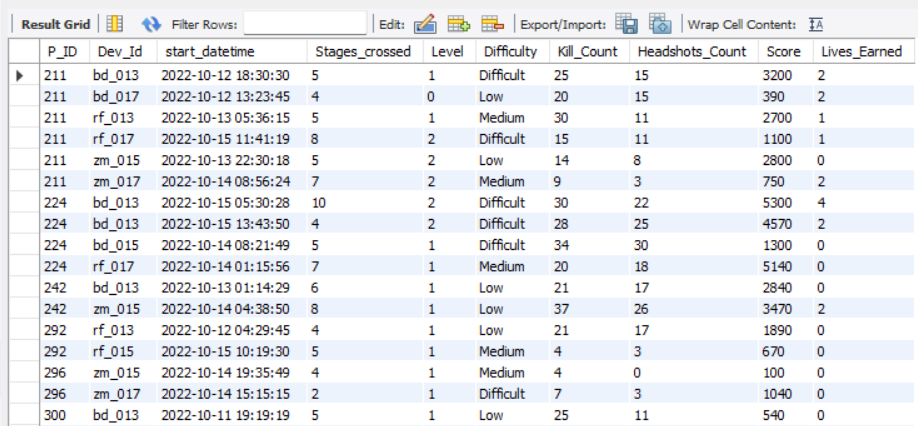 Result Grid Filter Rows: Edit: Export/Import: Wrap Cell Content: IA
P_ID Dev_Id start_datetime Stages_crossed Level Difficulty Kill_Count Headshots_Count Score Lives_Earned
211 bd_013 2022-10-12 18:30:30 5 1 Difficult 25 15 3200 2
211 bd_017 2022-10-12 13:23:45 4 0 Low 20 15 390 2
211 rf_013 2022-10-13 05:36:15 5 1 Medium 30 11 2700 1
211 rf_017 2022-10-15 11:41:19 8 2 Difficult 15 11 1100 1
211 zm_015 2022-10-13 22:30:18 5 2 Low 14 8 2800 0
211 zm_017 2022-10-14 08:56:24 7 2 Medium 9 3 750 2
224 bd_013 2022-10-15 05:30:28 10 2 Difficult 30 22 5300 4
224 bd_013 2022-10-15 13:43:50 4 2 Difficult 28 25 4570 2
224 bd_015 2022-10-14 08:21:49 5 1 Difficult 34 30 1300 0
224 rf_017 2022-10-14 01:15:56 7 1 Medium 20 18 5140 0
242 bd_013 2022-10-13 01:14:29 6 1 Low 21 17 2840 0
242 zm_015 2022-10-14 04:38:50 8 1 Low 37 26 3470 2
292 rf_013 2022-10-12 04:29:45 4 1 Low 21 17 1890 0
292 rf_015 2022-10-15 10:19:30 5 1 Medium 4 3 670 0
296 zm_015 2022-10-14 19:35:49 4 1 Medium 4 0 100 0
296 zm_017 2022-10-14 15:15:15 2 1 Difficult 7 3 1040 0
300 bd_013 2022-10-11 19:19:19 5 1 Low 25 11 540 0